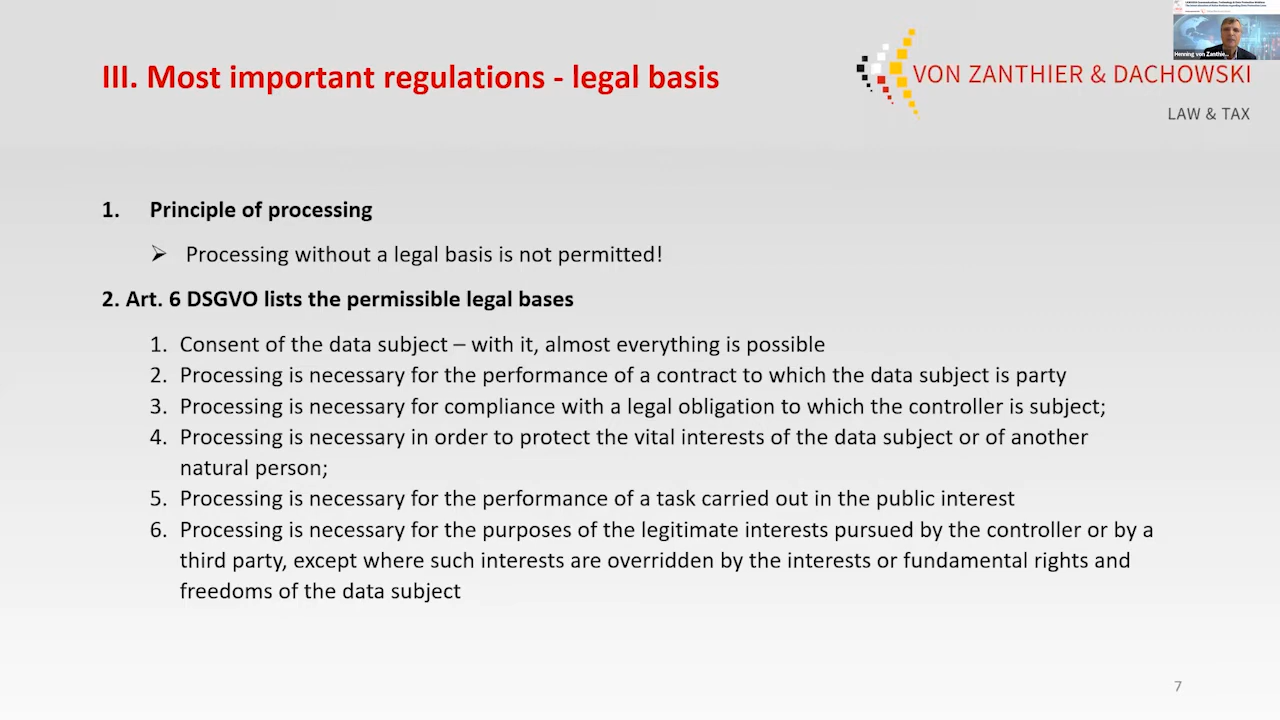 III. Most important regulations - legal basis
VON ZANTHIER & DACHOWSKI
LAW & TAX
Henning von Zanthie...
1. Principle of processing
➢ Processing without a legal basis is not permitted!
2. Art. 6 DSGVO lists the permissible legal bases
1. Consent of the data subject – with it, almost everything is possible
2. Processing is necessary for the performance of a contract to which the data subject is party
3. Processing is necessary for compliance with a legal obligation to which the controller is subject;
4. Processing is necessary in order to protect the vital interests of the data subject or of another
natural person;
5. Processing is necessary for the performance of a task carried out in the public interest
6. Processing is necessary for the purposes of the legitimate interests pursued by the controller or by a
third party, except where such interests are overridden by the interests or fundamental rights and
freedoms of the data subject
7